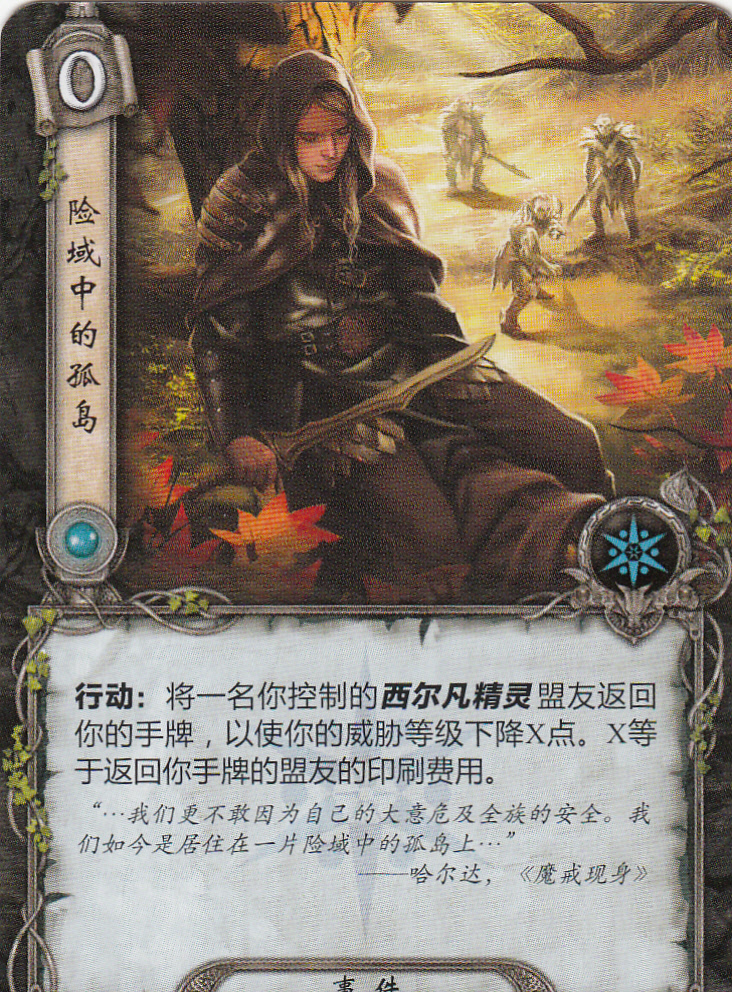 0
险域中的孤岛
行动：将一名你控制的西尔凡精灵盟友返回
你的手牌，以使你的威胁等级下降X点。X等
于返回你手牌的盟友的印刷费用。
“…我们更不敢因为自己的大意危及全族的安全。我
们如今是居住在一片险域中的孤岛上…”
——哈尔达，《魔戒现身》
事件